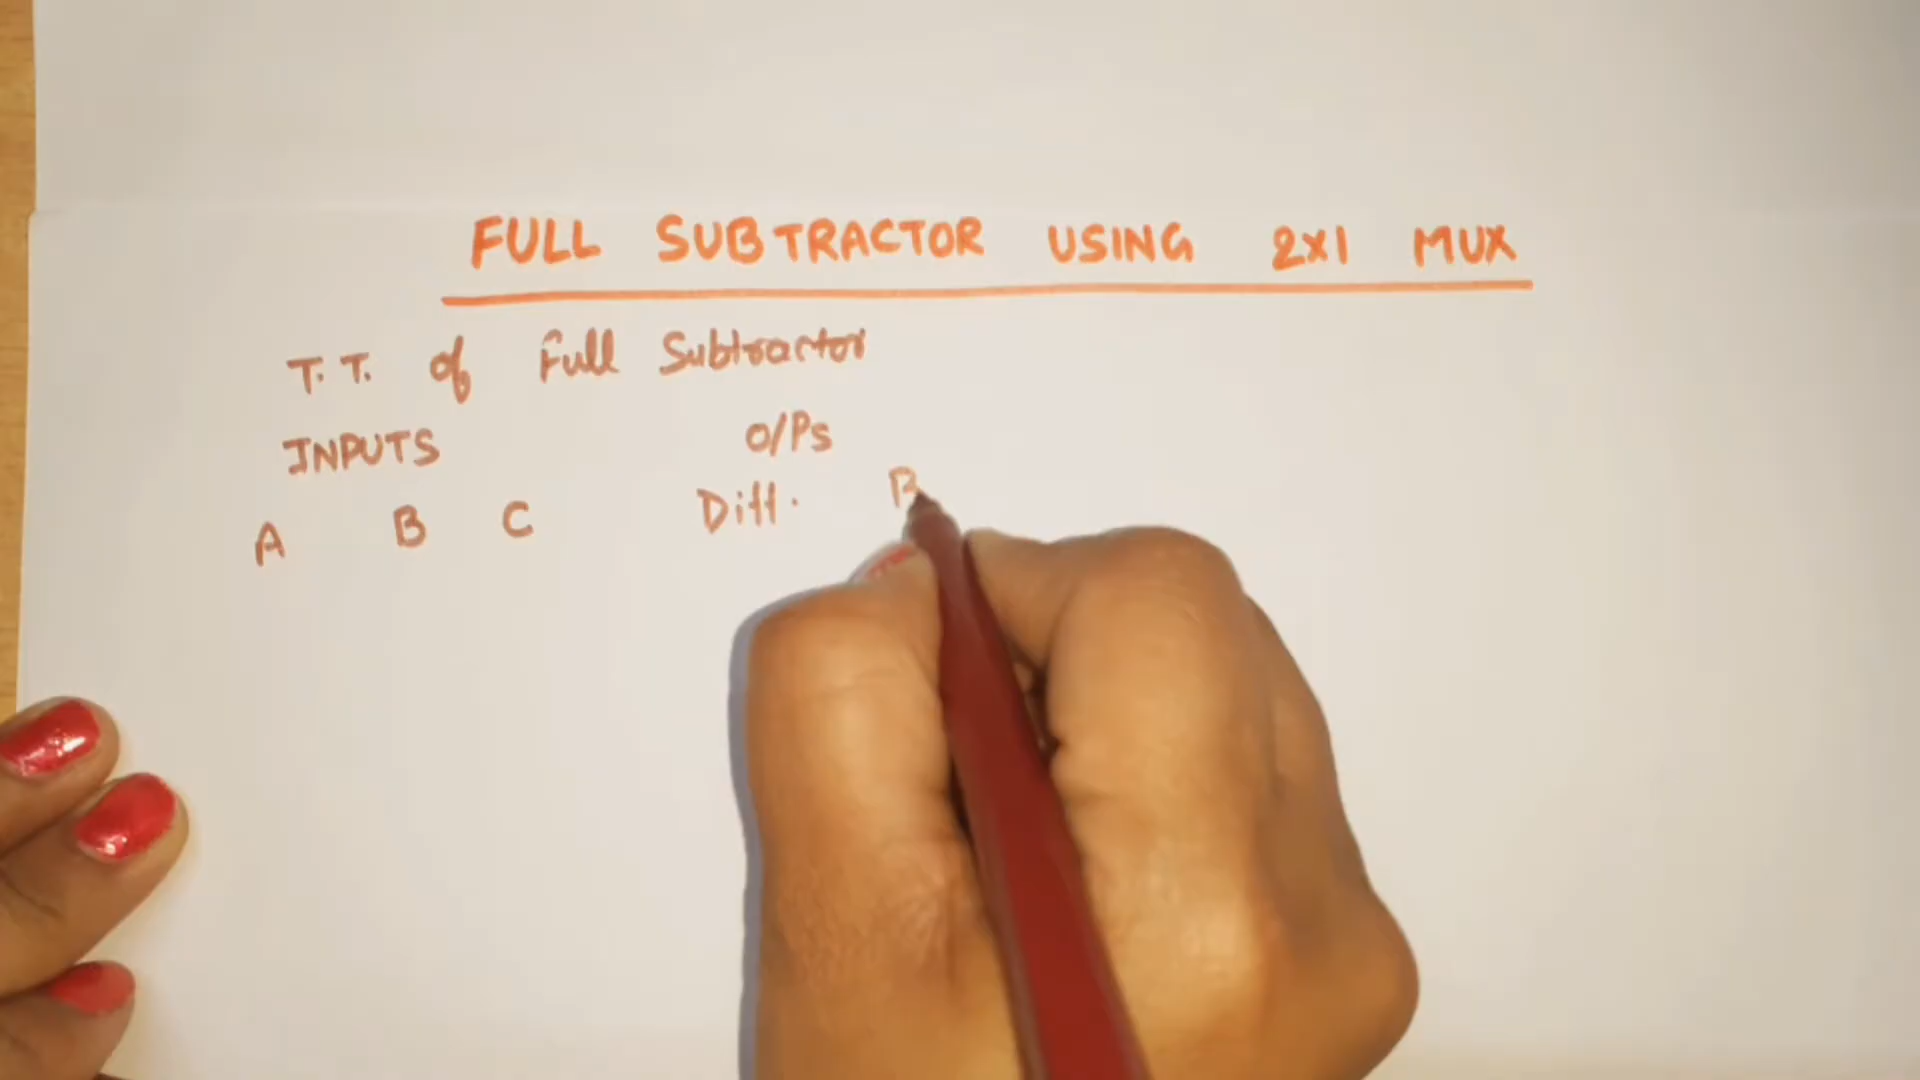 FULL SUBTRACTOR USING 2x1 MUX
T.T. of Full Subtractor
INPUTS O/Ps
A B C Diff. B